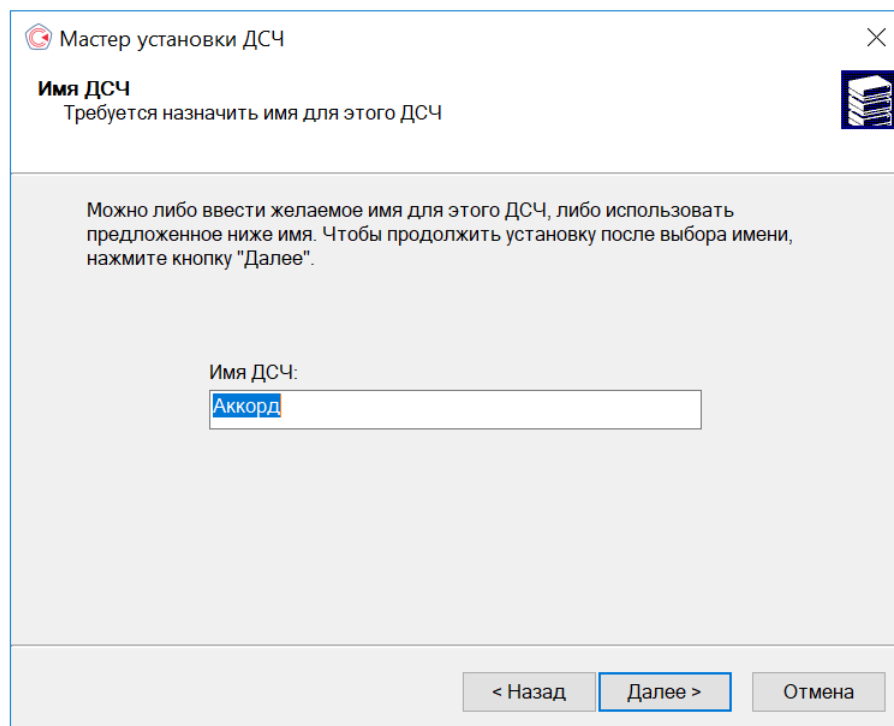 Мастер установки ДСЧ
Имя ДСЧ
Требуется назначить имя для этого ДСЧ
Можно либо ввести желаемое имя для этого ДСЧ, либо использовать
предложенное ниже имя. Чтобы продолжить установку после выбора имени,
нажмите кнопку "Далее".
Имя ДСЧ:
Аккорд
< Назад
Далее >
Отмена